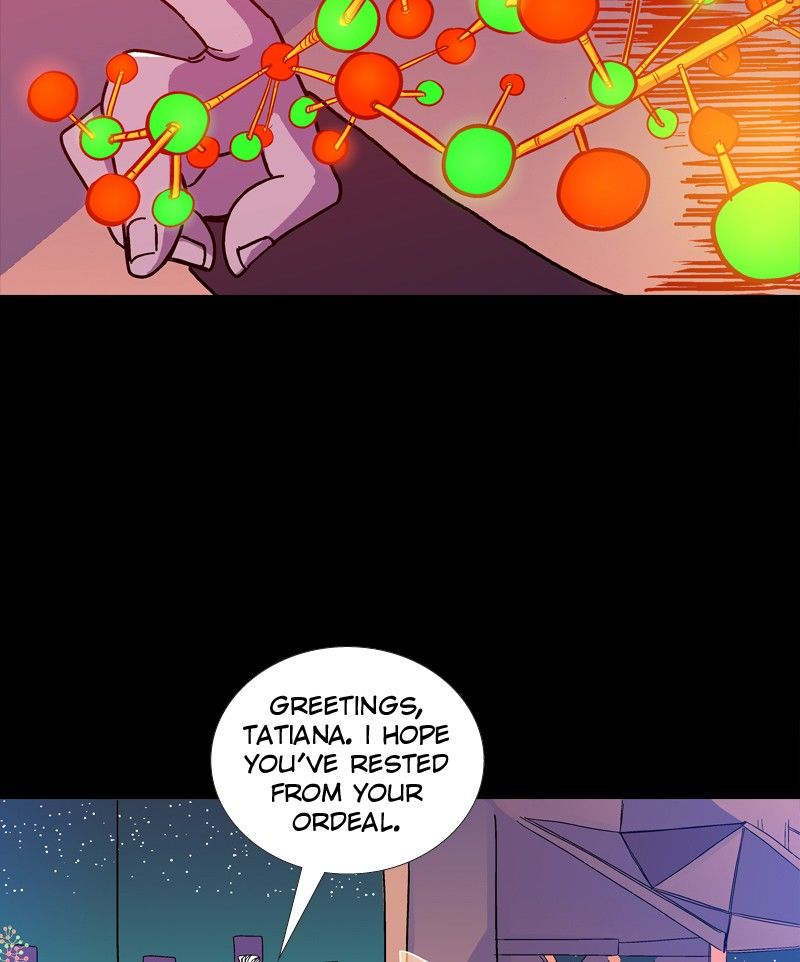 GREETINGS,
TATIANA. I HOPE
YOU'VE RESTED
FROM YOUR
ORDEAL.